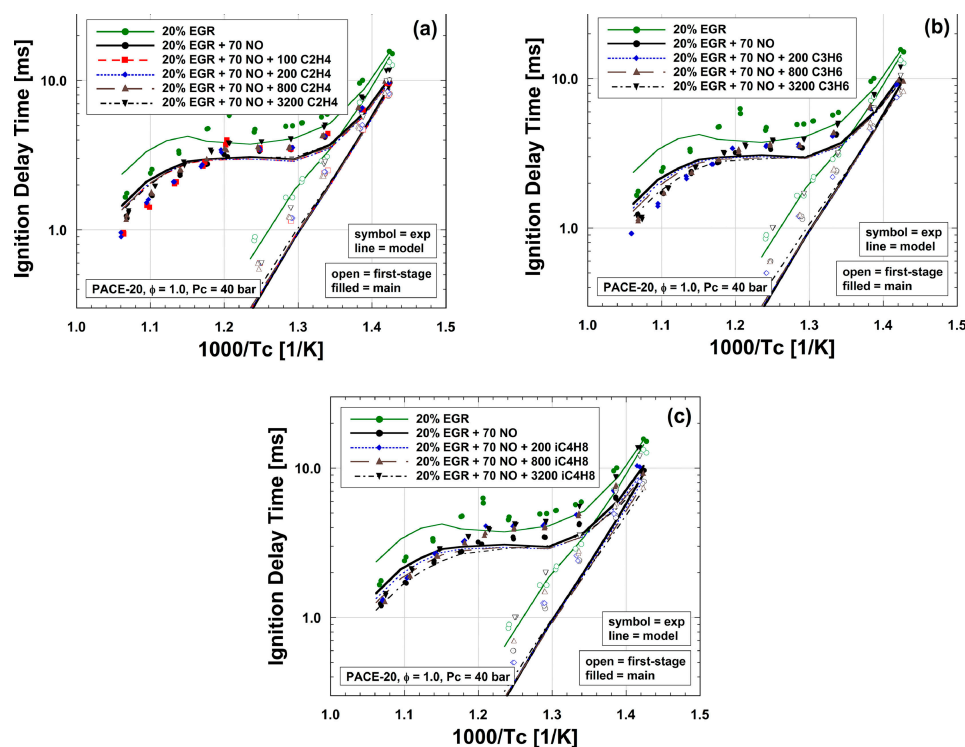 (a)
20% EGR
20% EGR + 70 NO
20% EGR + 70 NO + 100 C2H4
20% EGR + 70 NO + 200 C2H4
20% EGR + 70 NO + 800 C2H4
20% EGR + 70 NO + 3200 C2H4
Ignition Delay Time [ms]
10.0
1.0
symbol = exp
line = model
open = first-stage
filled = main
PACE-20, ϕ = 1.0, Pc = 40 bar
1.0 1.1 1.2 1.3 1.4 1.5
1000/Tc [1/K]
(b)
20% EGR
20% EGR + 70 NO
20% EGR + 70 NO + 200 C3H6
20% EGR + 70 NO + 800 C3H6
20% EGR + 70 NO + 3200 C3H6
Ignition Delay Time [ms]
10.0
1.0
symbol = exp
line = model
open = first-stage
filled = main
PACE-20, ϕ = 1.0, Pc = 40 bar
1.0 1.1 1.2 1.3 1.4 1.5
1000/Tc [1/K]
(c)
20% EGR
20% EGR + 70 NO
20% EGR + 70 NO + 200 iC4H8
20% EGR + 70 NO + 800 iC4H8
20% EGR + 70 NO + 3200 iC4H8
Ignition Delay Time [ms]
10.0
1.0
symbol = exp
line = model
open = first-stage
filled = main
PACE-20, ϕ = 1.0, Pc = 40 bar
1.0 1.1 1.2 1.3 1.4 1.5
1000/Tc [1/K]